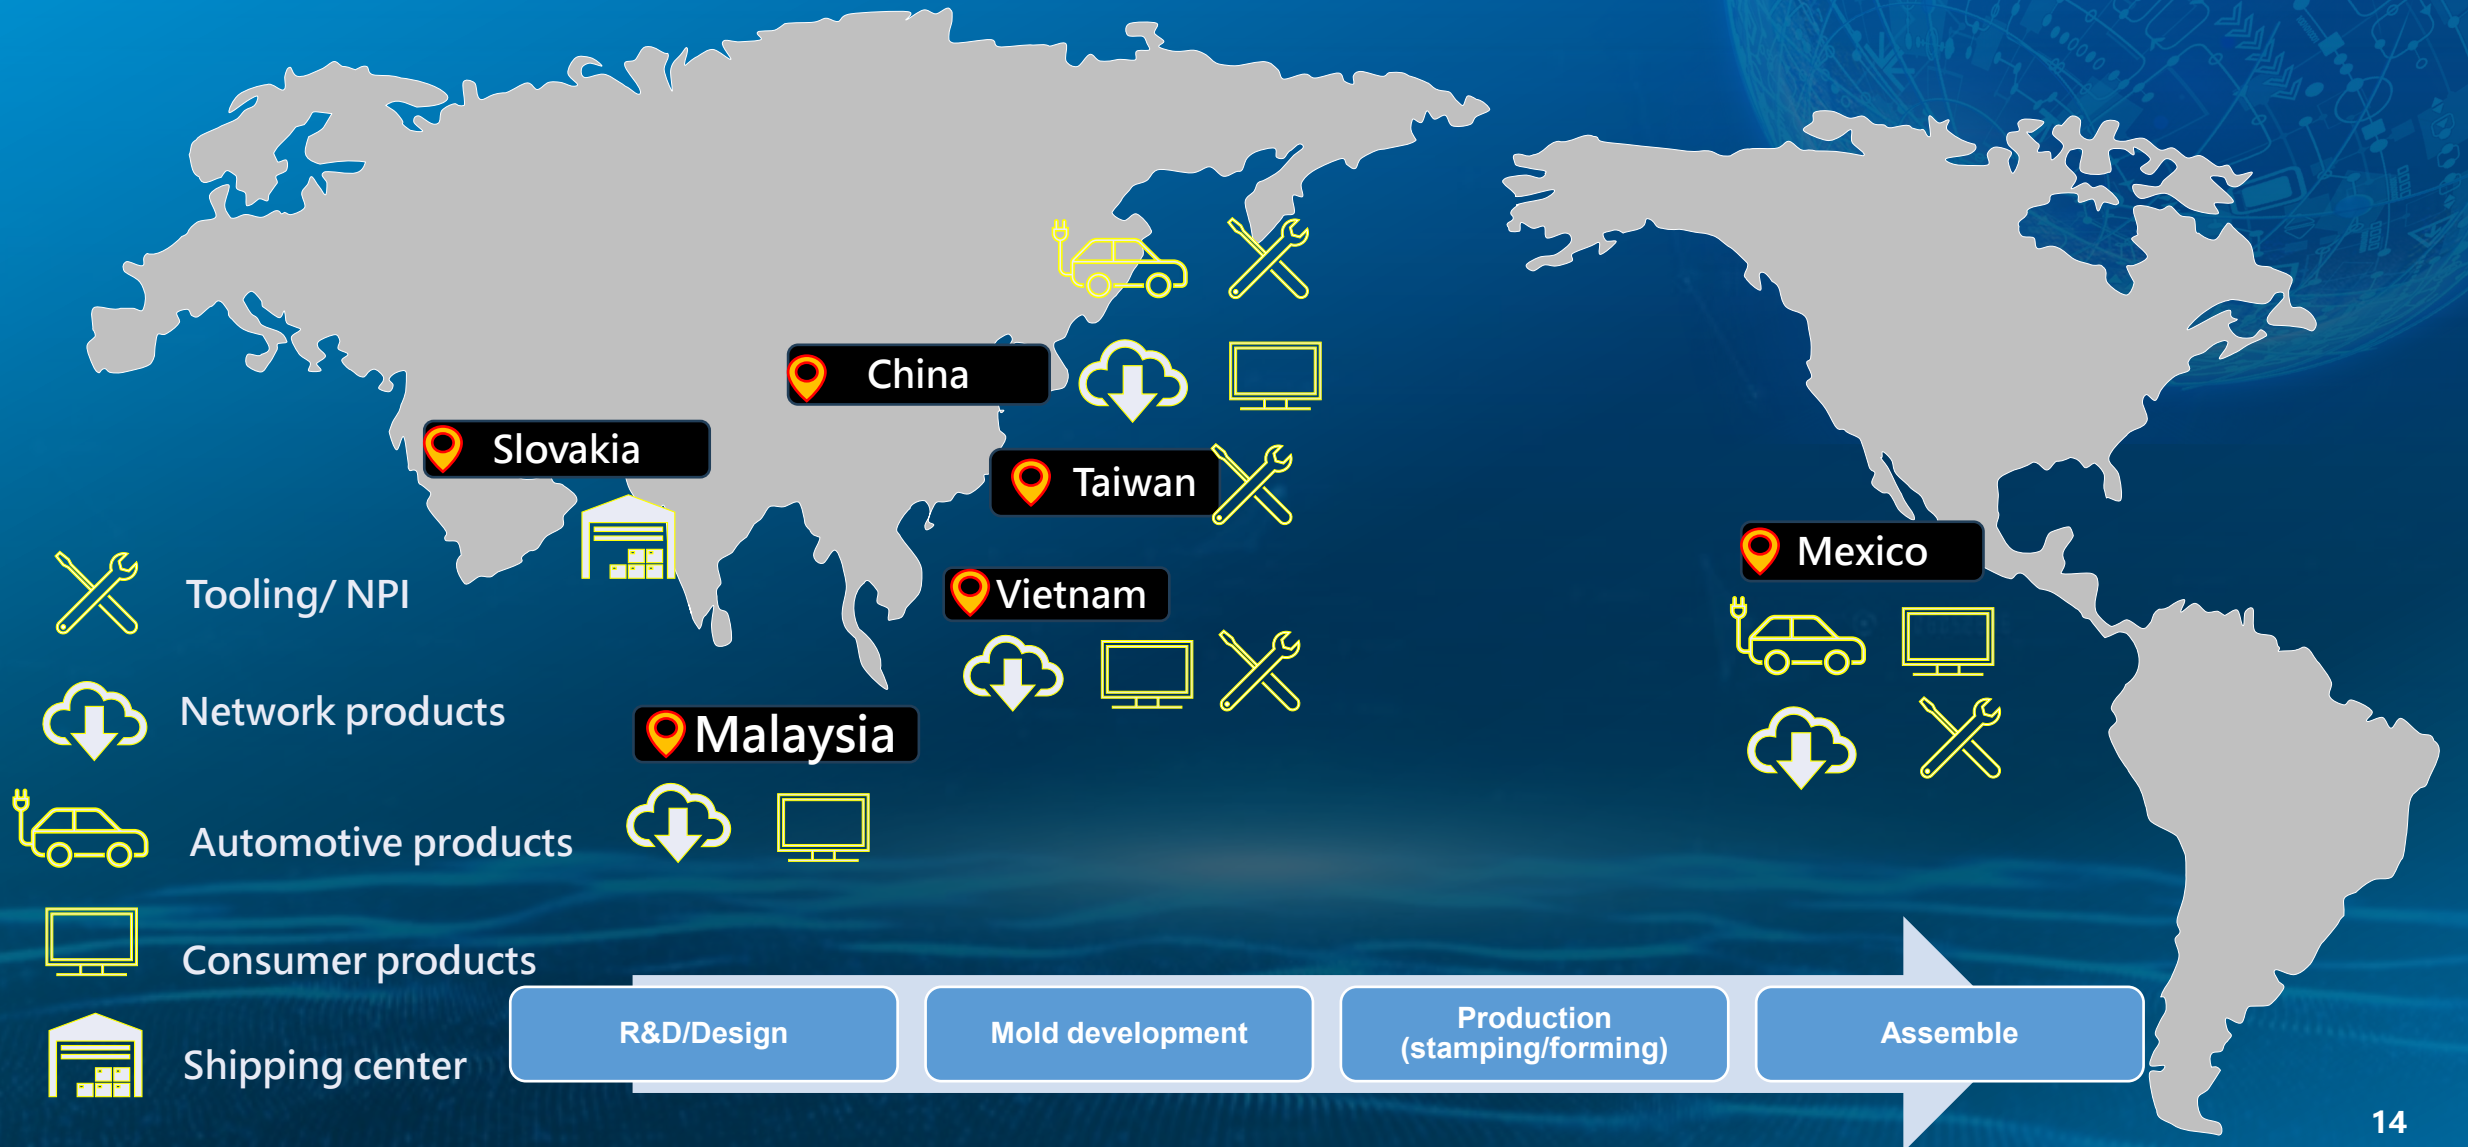 China
Slovakia
Taiwan
Mexico
Vietnam
Malaysia
Tooling/ NPI
Network products
Automotive products
Consumer products
Shipping center
R&D/Design
Mold development
Production
(stamping/forming)
Assemble
14